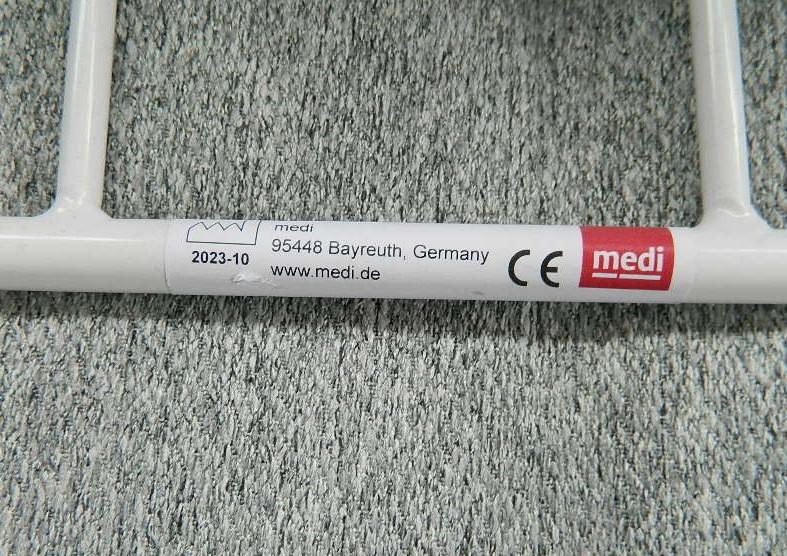 medi
2023-10
95448 Bayreuth, Germany
www.medi.de
CE
medi